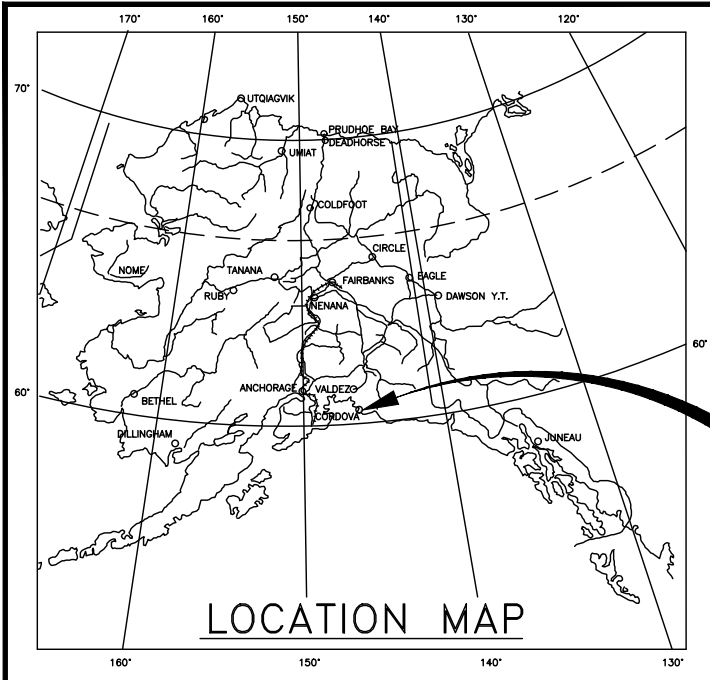 170° 160° 150° 140° 130° 120°
70°
UTQIAGVIK
PRUDHOE BAY
DEADHORSE
UMIAT
COLDFOOT
CIRCLE
NOME
TANANA
EAGLE
FAIRBANKS
RUBY
DAWSON Y.T.
NENANA
60°
ANCHORAGE
VALDEZ
60°
BETHEL
CORDOVA
DILLINGHAM
JUNEAU
LOCATION MAP
160° 150° 140° 130°